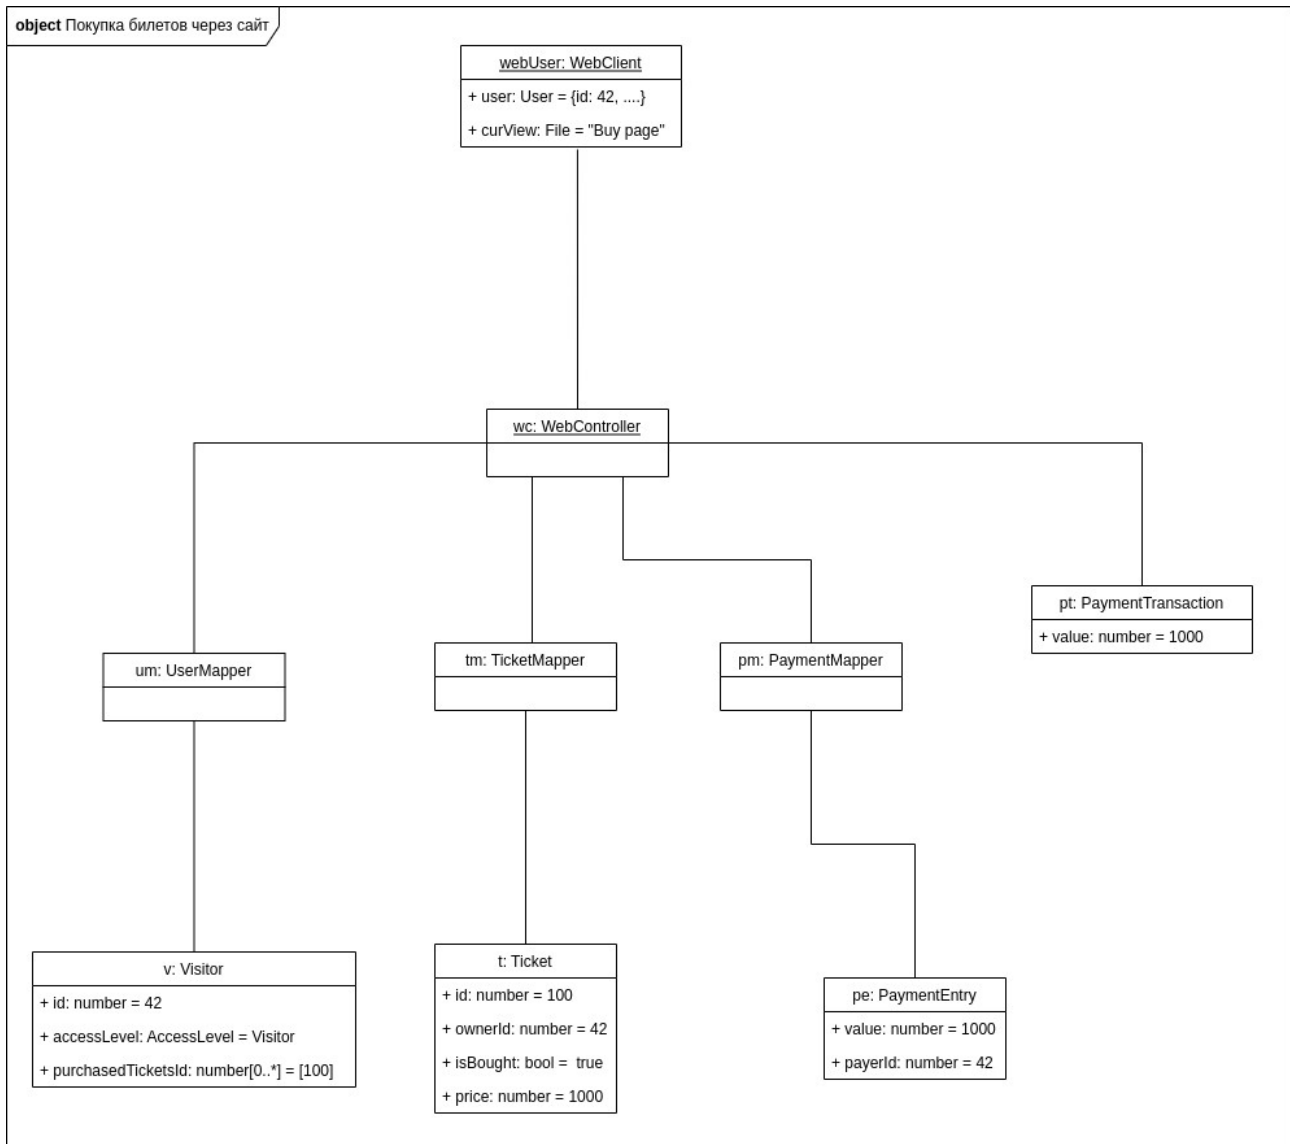 object Покупка билетов через сайт
webUser: WebClient
+ user: User = {id: 42, ....}
+ curView: File = "Buy page"
wc: WebController
pt: PaymentTransaction
+ value: number = 1000
um: UserMapper
tm: TicketMapper
pm: PaymentMapper
v: Visitor
+ id: number = 42
+ accessLevel: AccessLevel = Visitor
+ purchasedTicketsId: number[0..*] = [100]
t: Ticket
+ id: number = 100
+ ownerId: number = 42
+ isBought: bool =  true
+ price: number = 1000
pe: PaymentEntry
+ value: number = 1000
+ payerId: number = 42